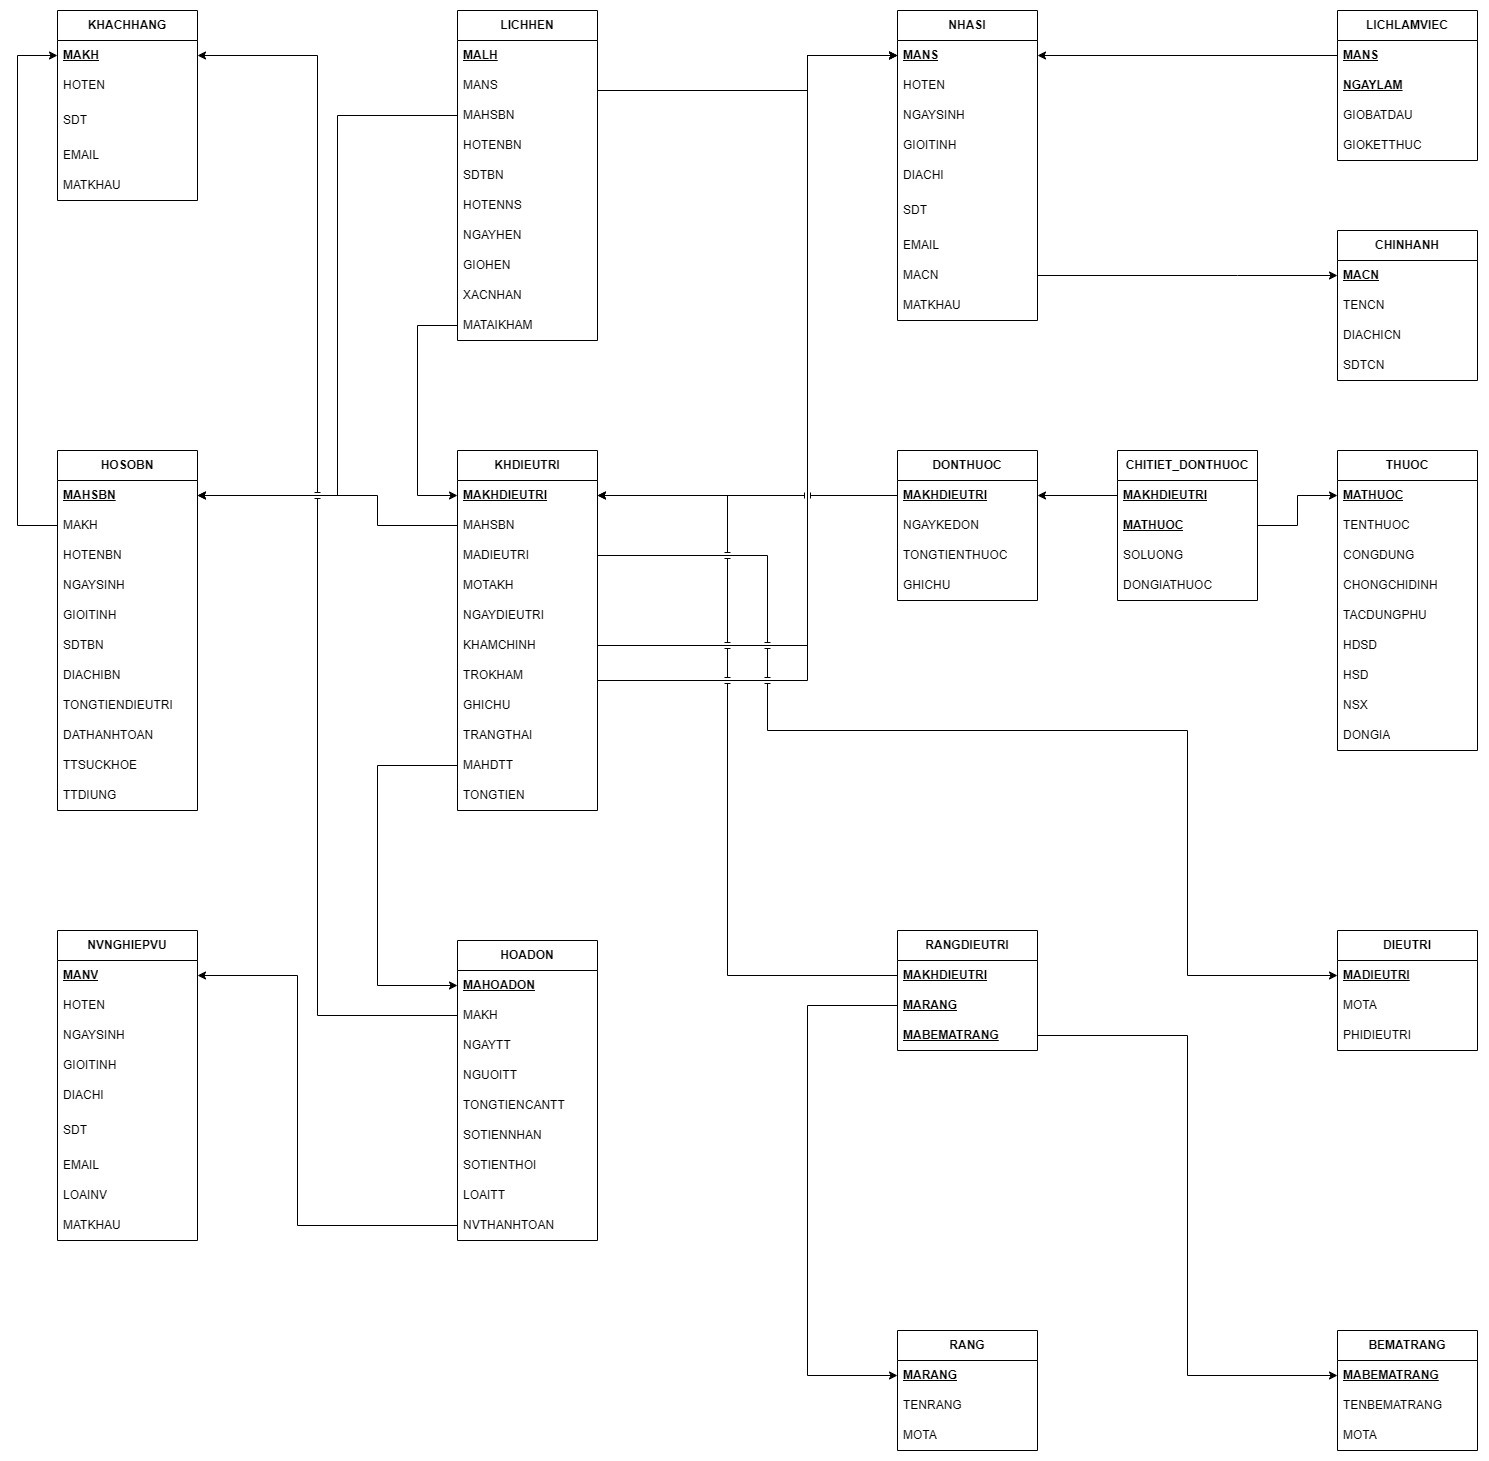 KHACHHANG
MAKH
HOTEN
SDT
EMAIL
MATKHAU
LICHHEN
MALH
MANS
MAHSBN
HOTENBN
SDTBN
HOTENNS
NGAYHEN
GIOHEN
XACNHAN
MATAIKHAM
NHASI
MANS
HOTEN
NGAYSINH
GIOITINH
DIACHI
SDT
EMAIL
MACN
MATKHAU
LICHLAMVIEC
MANS
NGAYLAM
GIOBATDAU
GIOKETTHUC
CHINHANH
MACN
TENCN
DIACHICN
SDTCN
HOSOBN
MAHSBN
MAKH
HOTENBN
NGAYSINH
GIOITINH
SDTBN
DIACHIBN
TONGTIENDIEUTRI
DATHANHTOAN
TTSUCKHOE
TTDIUNG
KHDIEUTRI
MAKHDIEUTRI
MAHSBN
MADIEUTRI
MOTAKH
NGAYDIEUTRI
KHAMCHINH
TROKHAM
GHICHU
TRANGTHAI
MAHDTT
TONGTIEN
DONTHUOC
MAKHDIEUTRI
NGAYKEDON
TONGTIENTHUOC
GHICHU
CHITIET_DONTHUOC
MAKHDIEUTRI
MATHUOC
SOLUONG
DONGIATHUOC
THUOC
MATHUOC
TENTHUOC
CONGDUNG
CHONGCHIDINH
TACDUNGPHU
HDSD
HSD
NSX
DONGIA
NVNGHIEPVU
MANV
HOTEN
NGAYSINH
GIOITINH
DIACHI
SDT
EMAIL
LOAINV
MATKHAU
HOADON
MAHOADON
MAKH
NGAYTT
NGUOITT
TONGTIENCANTT
SOTIENNHAN
SOTIENTHOI
LOAITT
NVTHANHTOAN
RANGDIEUTRI
MAKHDIEUTRI
MARANG
MABEMATRANG
DIEUTRI
MADIEUTRI
MOTA
PHIDIEUTRI
RANG
MARANG
TENRANG
MOTA
BEMATRANG
MABEMATRANG
TENBEMATRANG
MOTA